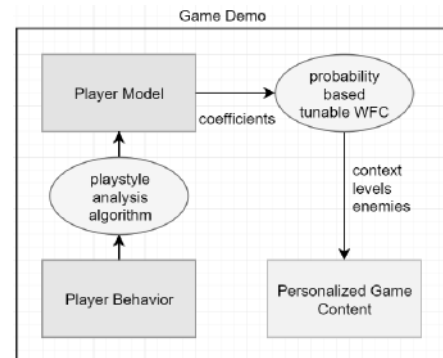 Game Demo
Player Model
coefficients
probability
based
tunable WFC
playstyle
analysis
algorithm
context
levels
enemies
Player Behavior
Personalized Game
Content